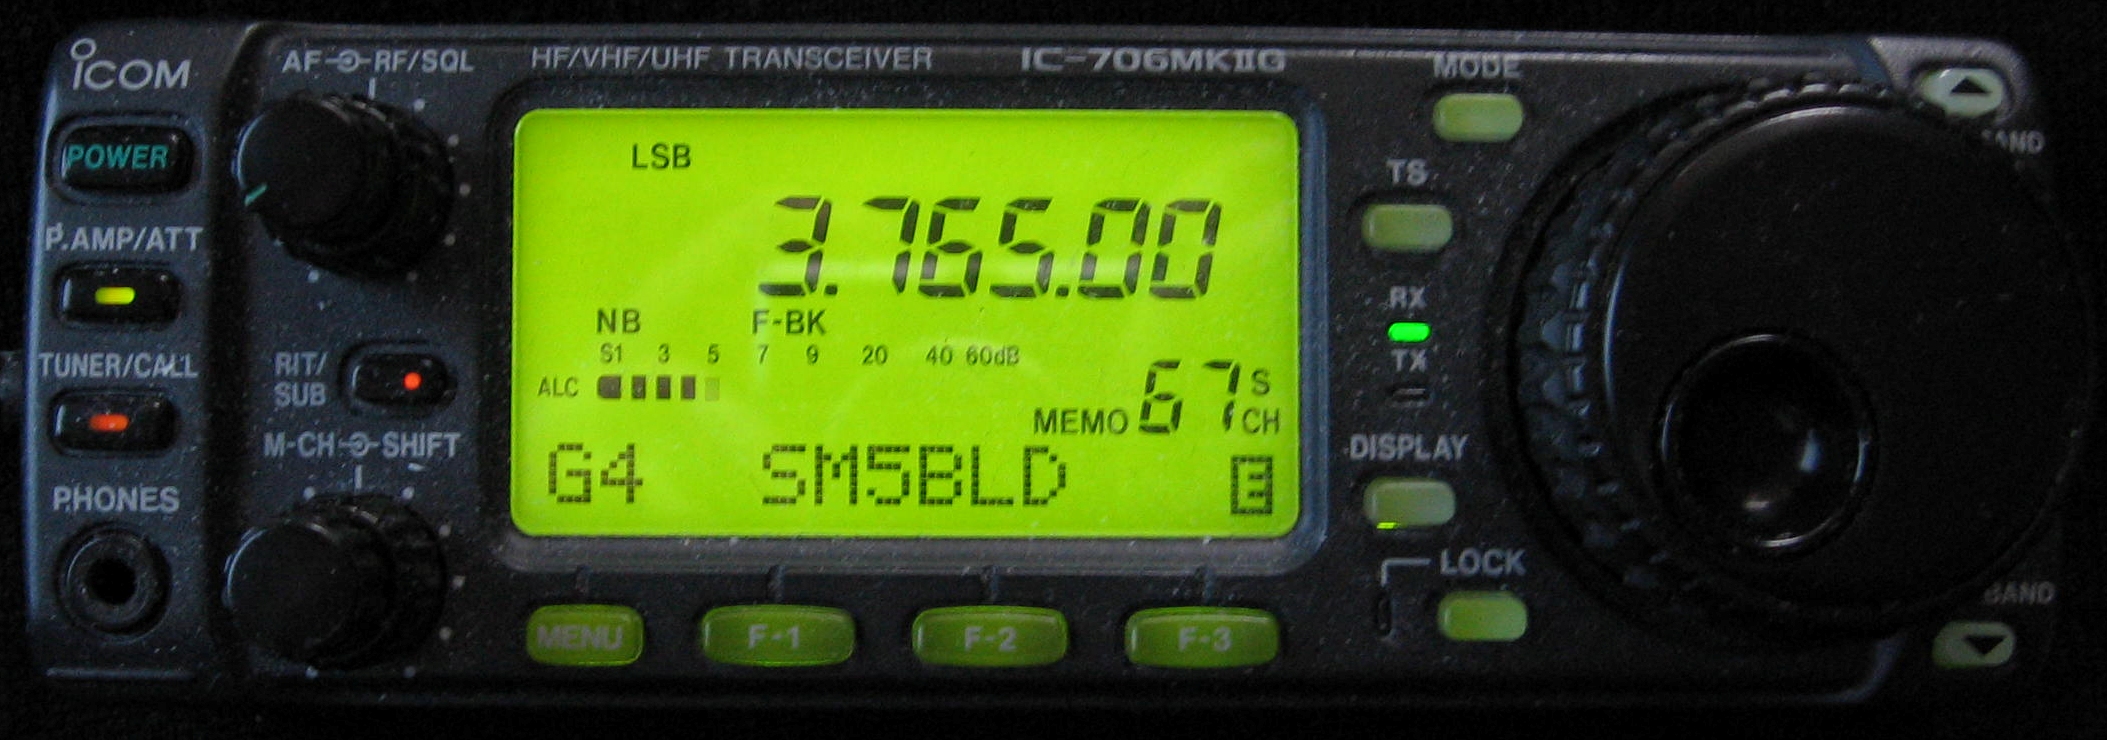 ICOM
POWER
P.AMP/ATT
TUNER/CALL
PHONES
AF RF/SQL
RIT/
SUB
M-CH SHIFT
HF/VHF/UHF TRANSCEIVER IC-706MKIIG
LSB
3.765.00
NB F-BK
S1 3 5 7 9 20 40 60dB
ALC
MEMO 67 S CH
G4 SM5BLD E
MENU F-1 F-2 F-3
MODE
TS
RX
TX
DISPLAY
LOCK
BAND